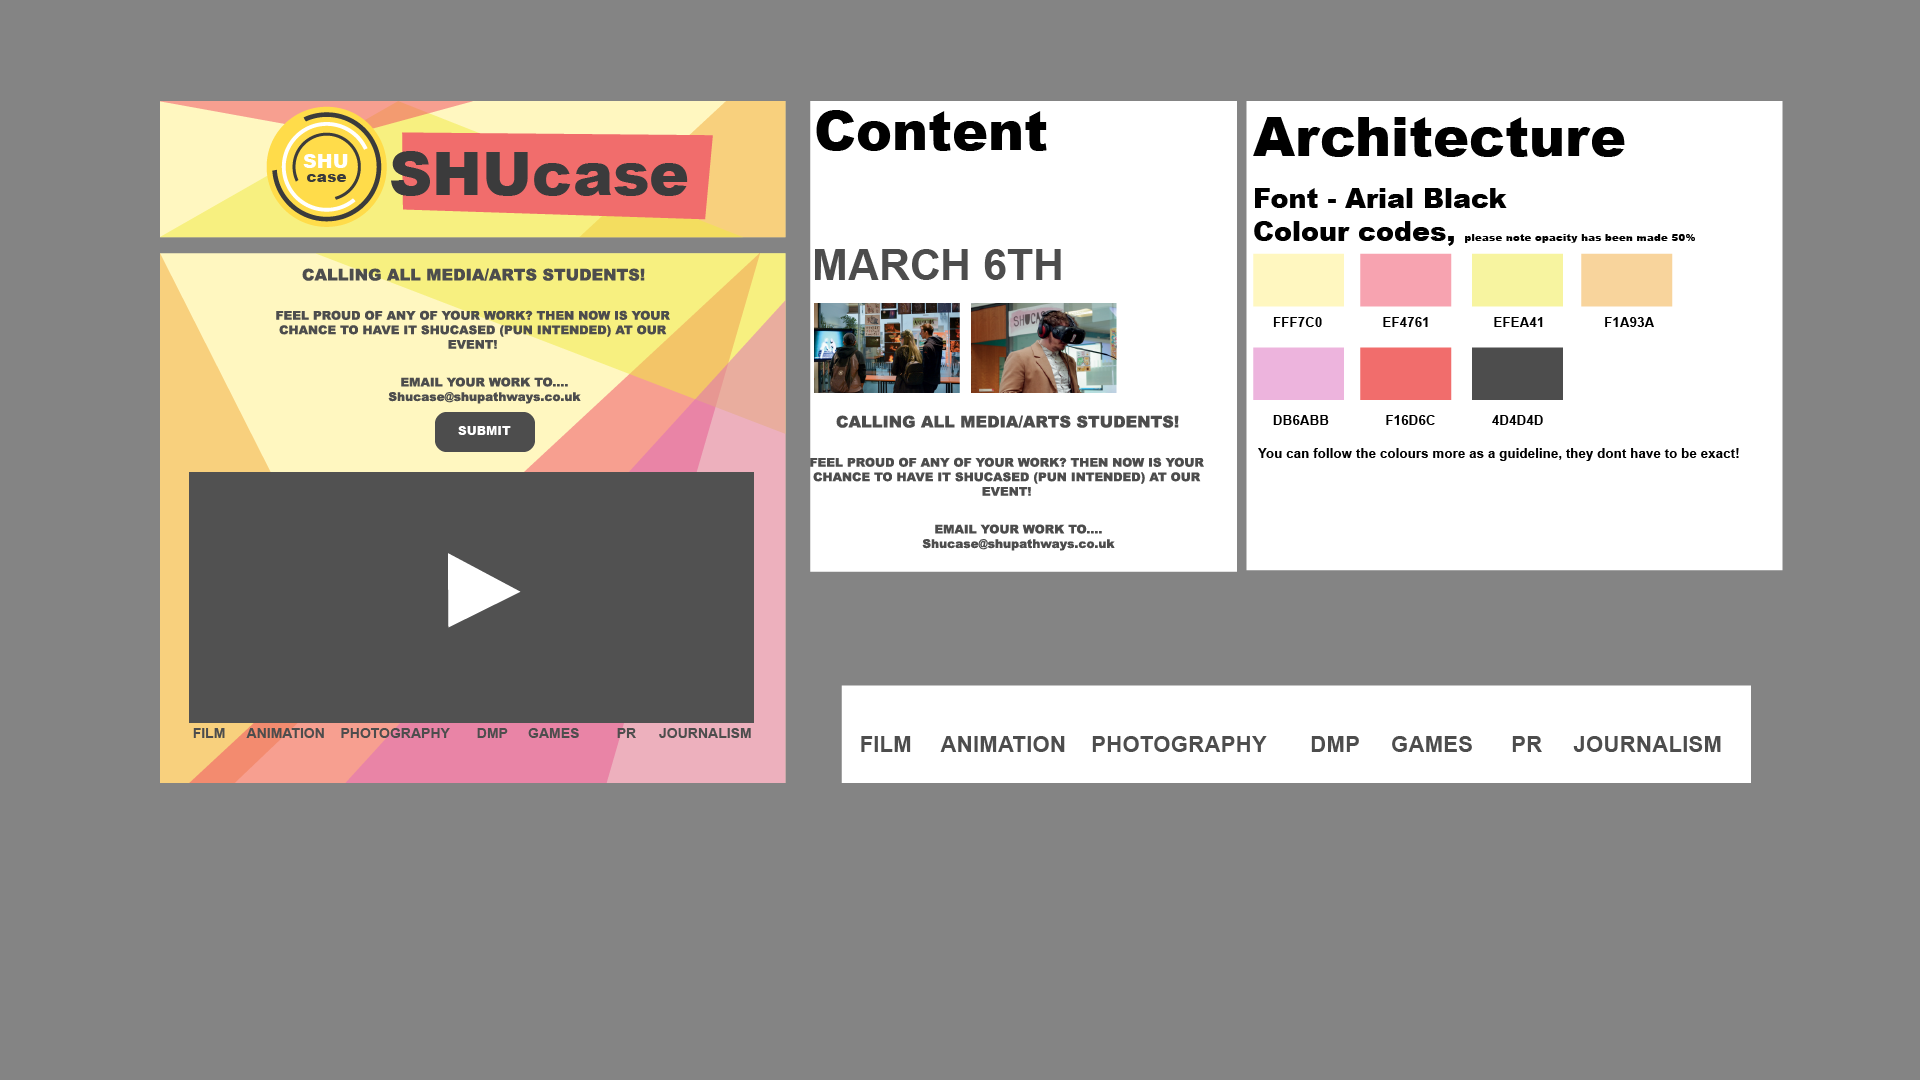 SHU
case
SHUcase
CALLING ALL MEDIA/ARTS STUDENTS!
FEEL PROUD OF ANY OF YOUR WORK? THEN NOW IS YOUR
CHANCE TO HAVE IT SHUCASED (PUN INTENDED) AT OUR
EVENT!
EMAIL YOUR WORK TO....
Shucase@shupathways.co.uk
SUBMIT
FILM ANIMATION PHOTOGRAPHY DMP GAMES PR JOURNALISM
Content
MARCH 6TH
SHUCAS
CALLING ALL MEDIA/ARTS STUDENTS!
FEEL PROUD OF ANY OF YOUR WORK? THEN NOW IS YOUR
CHANCE TO HAVE IT SHUCASED (PUN INTENDED) AT OUR
EVENT!
EMAIL YOUR WORK TO....
Shucase@shupathways.co.uk
Architecture
Font - Arial Black
Colour codes, please note opacity has been made 50%
FFF7C0 EF4761 EFEA41 F1A93A
DB6ABB F16D6C 4D4D4D
You can follow the colours more as a guideline, they dont have to be exact!
FILM ANIMATION PHOTOGRAPHY DMP GAMES PR JOURNALISM